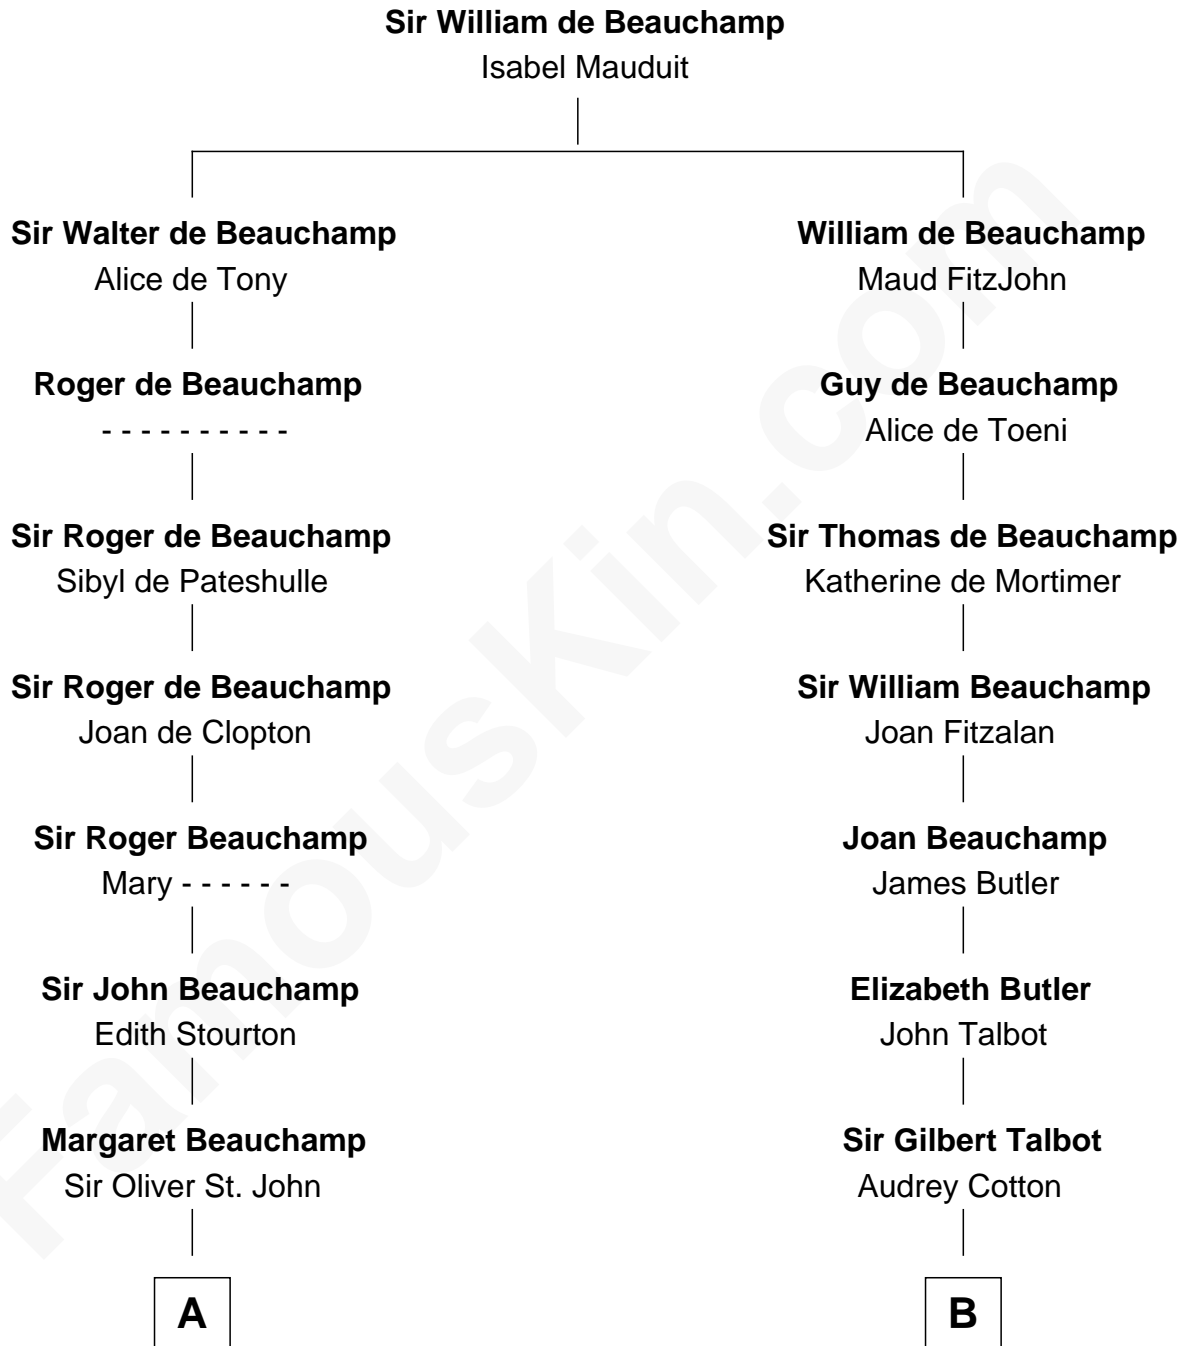 Sir William de Beauchamp
Isabel Mauduit
Sir Walter de Beauchamp
Alice de Tony
Roger de Beauchamp
- - - - - - - - - -
Sir Roger de Beauchamp
Sibyl de Pateshulle
Sir Roger de Beauchamp
Joan de Clopton
Sir Roger Beauchamp
Mary - - - - - -
Sir John Beauchamp
Edith Stourton
Margaret Beauchamp
Sir Oliver St. John
A
William de Beauchamp
Maud FitzJohn
Guy de Beauchamp
Alice de Toeni
Sir Thomas de Beauchamp
Katherine de Mortimer
Sir William Beauchamp
Joan Fitzalan
Joan Beauchamp
James Butler
Elizabeth Butler
John Talbot
Sir Gilbert Talbot
Audrey Cotton
B
FamousKin.com